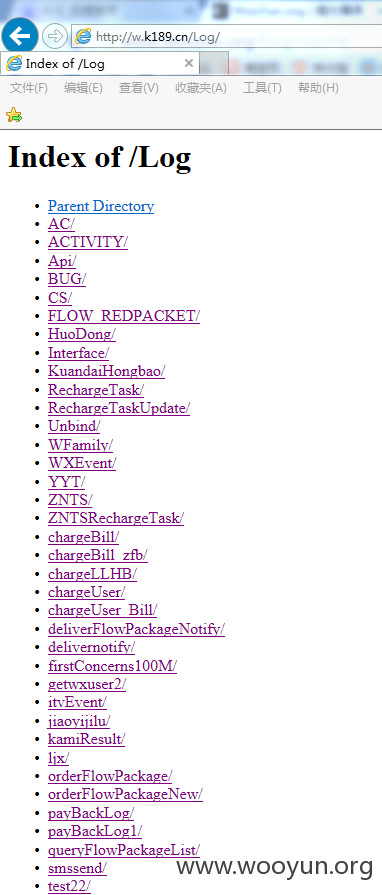 http://w.k189.cn/Log/
Index of /Log
文件(F) 编辑(E) 查看(V) 收藏夹(A) 工具(T) 帮助(H)
Index of /Log
Parent Directory
AC/
ACTIVITY/
Api/
BUG/
CS/
FLOW_REDPACKET/
HuoDong/
Interface/
KuandaiHongbao/
RechargeTask/
RechargeTaskUpdate/
Unbind/
WFamily/
WXEvent/
YYT/
ZNTS/
ZNTSRechargeTask/
chargeBill/
chargeBill_zfb/
chargeLLHB/
chargeUser/
chargeUser_Bill/
deliverFlowPackageNotify/
delivernotify/
firstConcerns100M/
getwxuser2/
itvEvent/
jiaoyijilu/
kamiResult/
ljx/
orderFlowPackage/
orderFlowPackageNew/
payBackLog/
payBackLog1/
queryFlowPackageList/
smssend/
test22/
www.wooyun.org